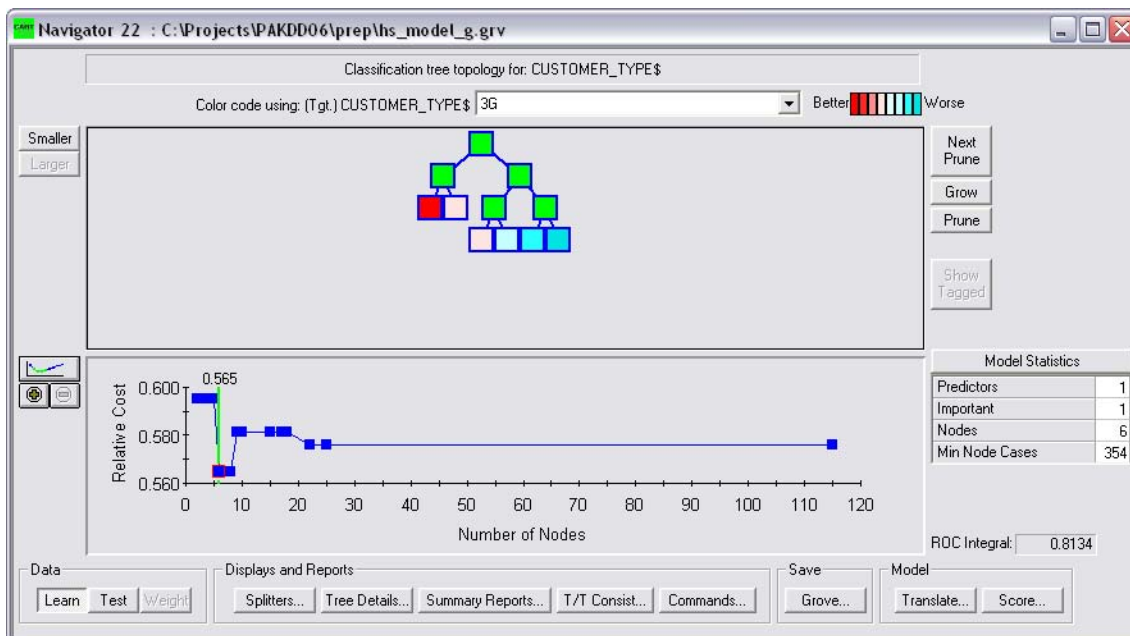 CART Navigator 22 : C:\Projects\PAKDD06\prep\hs_model_g.grv
Classification tree topology for: CUSTOMER_TYPE$
Color code using: (Tgt.) CUSTOMER_TYPE$ 3G Better Worse
Smaller
Larger
Next
Prune
Grow
Prune
Show
Tagged
0.565
0.600
0.580
0.560
Relative Cost
0 10 20 30 40 50 60 70 80 90 100 110 120
Number of Nodes
Model Statistics
Predictors 1
Important 1
Nodes 6
Min Node Cases 354
ROC Integral: 0.8134
Data
Learn Test Weight
Displays and Reports
Splitters... Tree Details... Summary Reports... T/T Consist... Commands...
Save
Grove...
Model
Translate... Score...